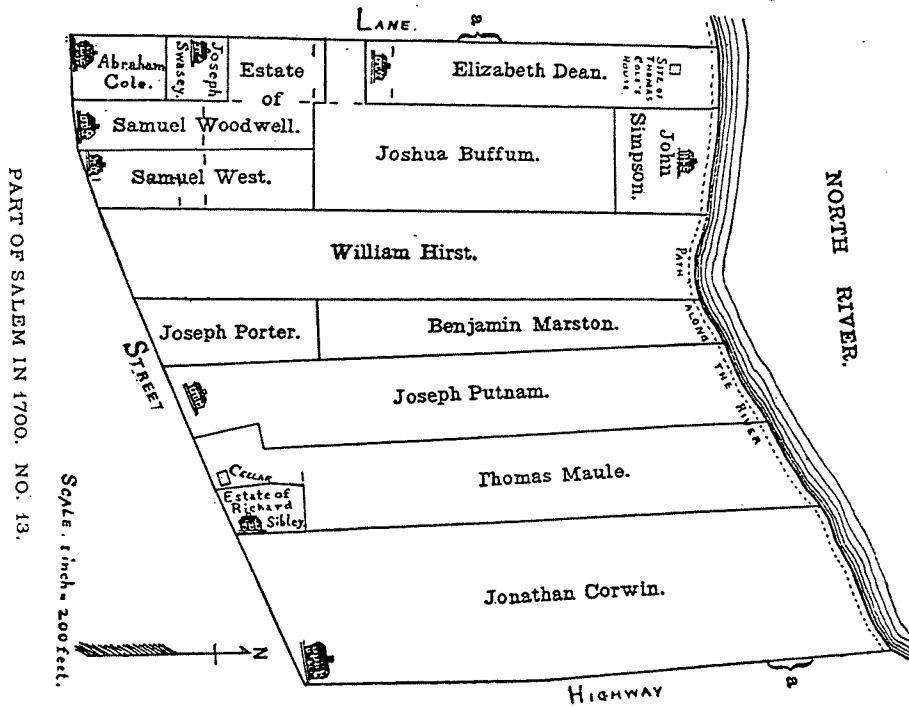 LANE.
a
Abraham
Cole.
Joseph
Swasey.
Estate
of
Elizabeth Dean.
SITE OF
THOMAS
COLE'S
HOUSE
Samuel Woodwell.
Joshua Buffum.
John
Simpson.
Samuel West.
William Hirst.
PATH ALONG THE RIVER
NORTH RIVER.
Joseph Porter.
Benjamin Marston.
STREET
Joseph Putnam.
CELLAR
Thomas Maule.
Estate of
Richard
Sibley
Jonathan Corwin.
a
HIGHWAY
N
SCALE. 1 inch = 200 feet.
PART OF SALEM IN 1700. NO. 13.